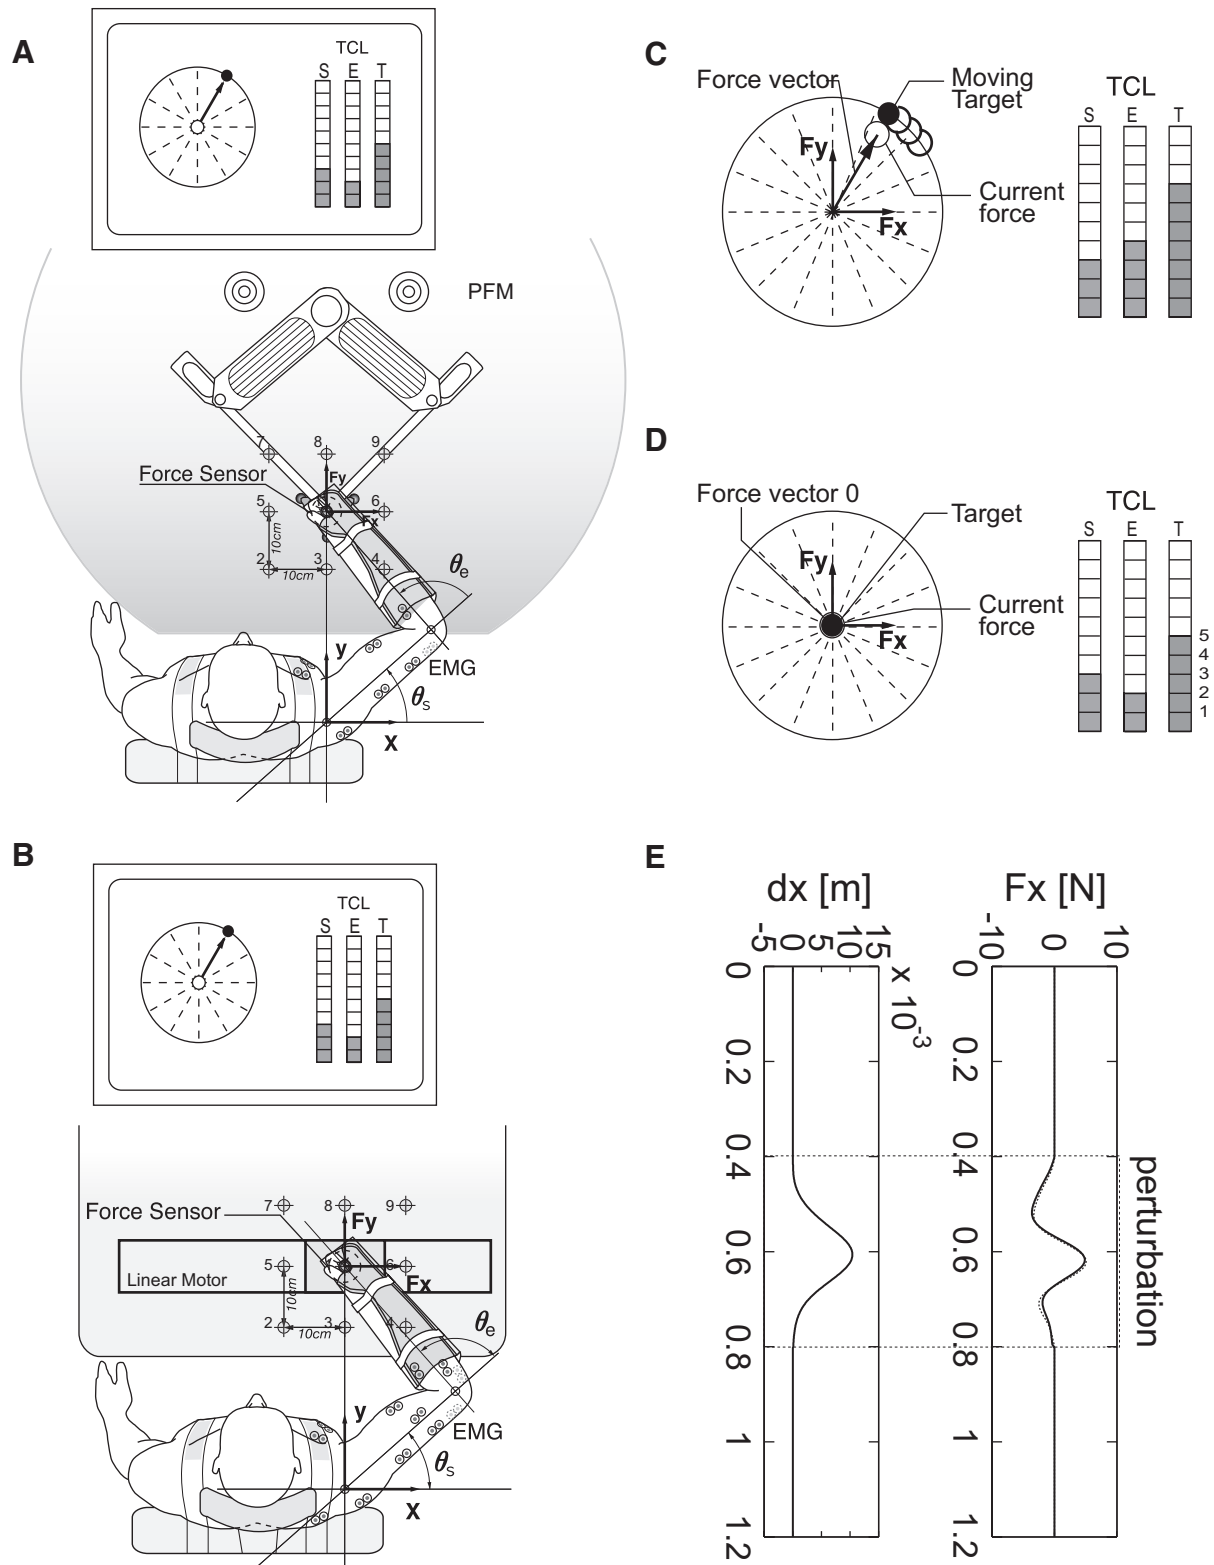 A
TCL
S E T
PFM
7 8 9
Force Sensor
Fy
5 6
Fx
10cm
2 3 4
10cm
θe
y
EMG
θs
x
B
TCL
S E T
Force Sensor
7 8 9
Fy
5 6
Linear Motor
Fx
10cm
2 3 4
10cm
θe
y
EMG
θs
x
C
Force vector
Moving
Target
TCL
S E T
Fy
Current
force
Fx
D
Force vector 0
Target
TCL
S E T
Fy
Current
force
Fx
5
4
3
2
1
E
dx [m]
-5 0 5 10 15
x 10-3
0
0.2
0.4
0.6
0.8
1
1.2
Fx [N]
-10 0 10
0
0.2
0.4
0.6
0.8
1
1.2
perturbation